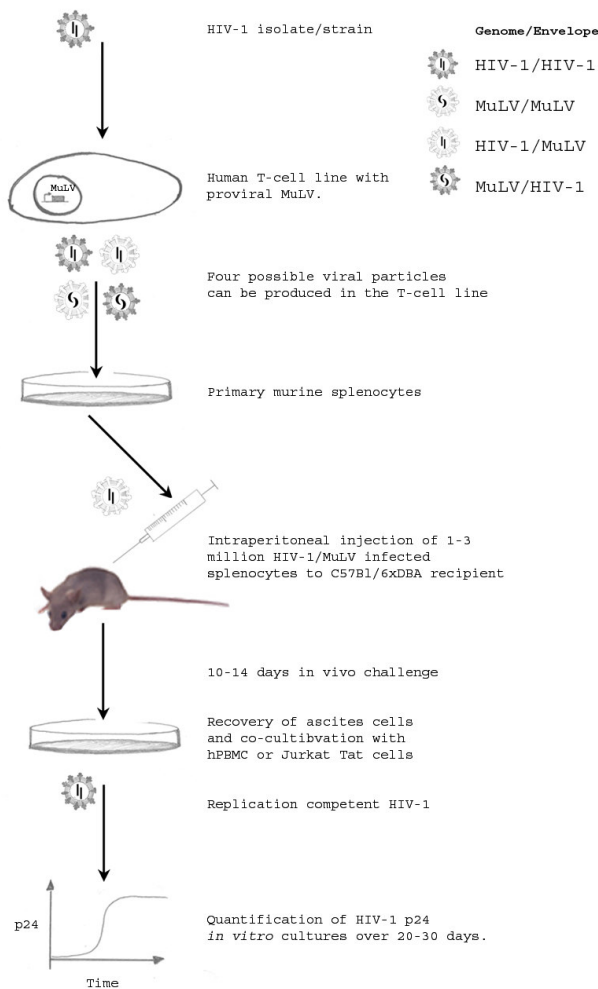 HIV-1 isolate/strain
Genome/Envelope
HIV-1/HIV-1
MuLV/MuLV
HIV-1/MuLV
MuLV/HIV-1
MuLV
Human T-cell line with
proviral MuLV.
Four possible viral particles
can be produced in the T-cell line
Primary murine splenocytes
Intraperitoneal injection of 1-3
million HIV-1/MuLV infected
splenocytes to C57Bl/6xDBA recipient
10-14 days in vivo challenge
Recovery of ascites cells
and co-cultibvation with
hPBMC or Jurkat Tat cells
Replication competent HIV-1
p24
Quantification of HIV-1 p24
in vitro cultures over 20-30 days.
Time